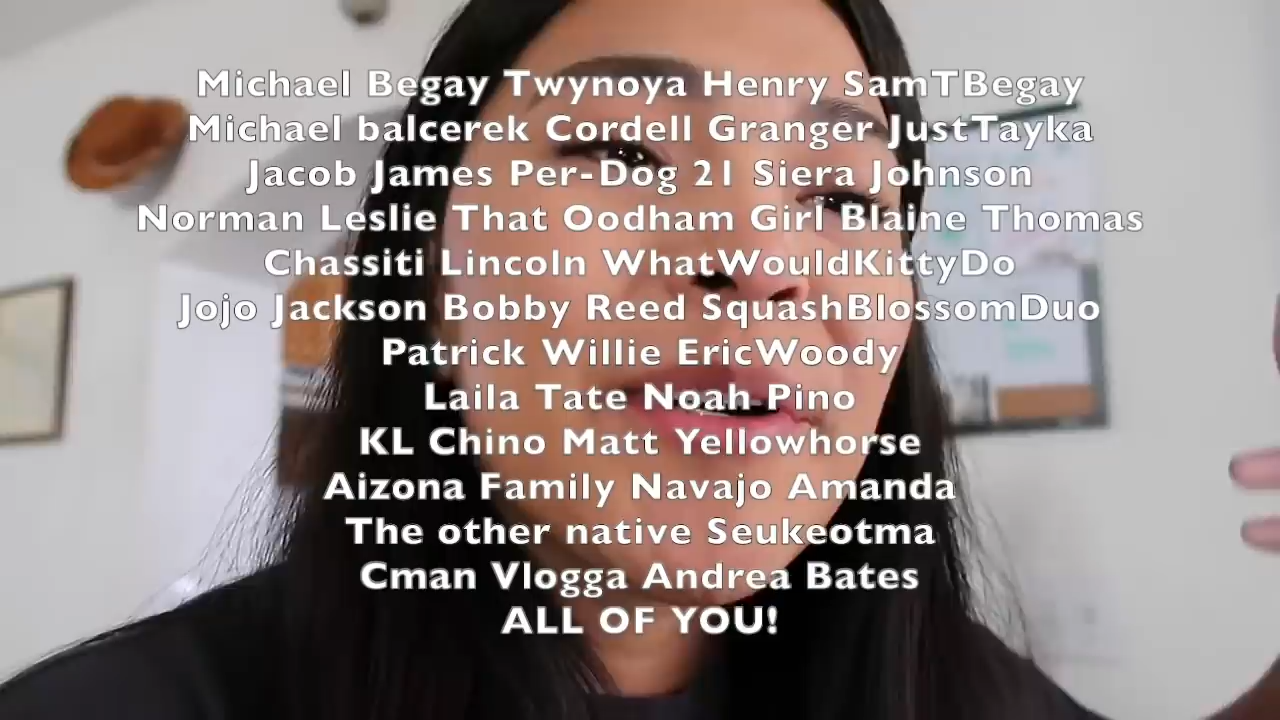 Michael Begay Twynoya Henry SamTBegay
Michael balcerek Cordell Granger JustTayka
Jacob James Per-Dog 21 Siera Johnson
Norman Leslie That Oodham Girl Blaine Thomas
Chassiti Lincoln WhatWouldKittyDo
Jojo Jackson Bobby Reed SquashBlossomDuo
Patrick Willie EricWoody
Laila Tate Noah Pino
KL Chino Matt Yellowhorse
Aizona Family Navajo Amanda
The other native Seukeotma
Cman Vlogga Andrea Bates
ALL OF YOU!